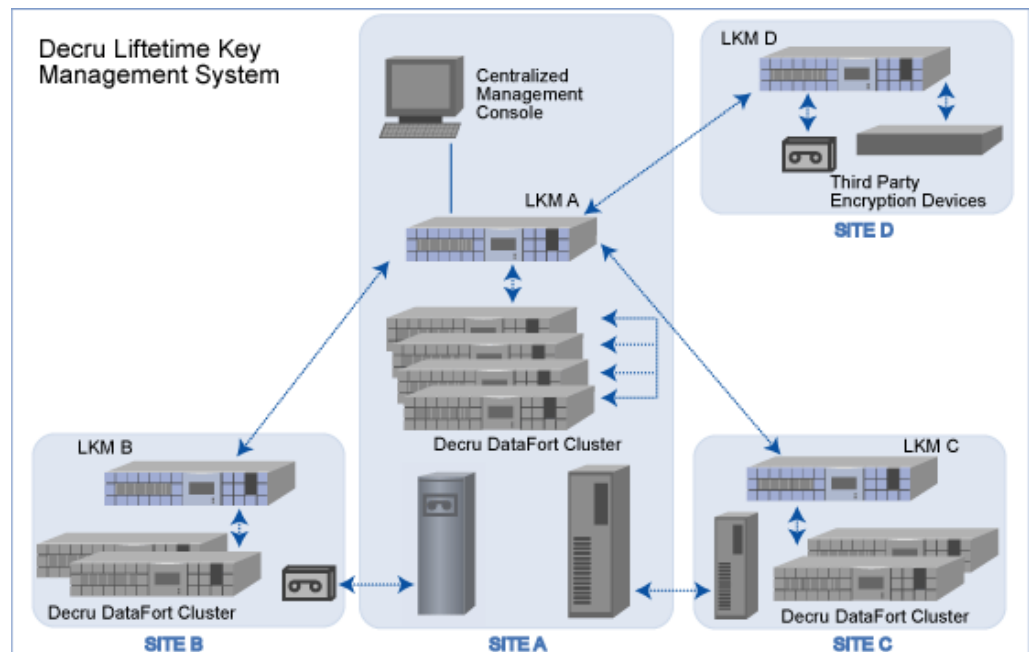 Decru Liftetime Key
Management System
Centralized
Management
Console
LKM A
LKM D
Third Party
Encryption Devices
SITE D
Decru DataFort Cluster
LKM B
Decru DataFort Cluster
SITE B
SITE A
LKM C
Decru DataFort Cluster
SITE C